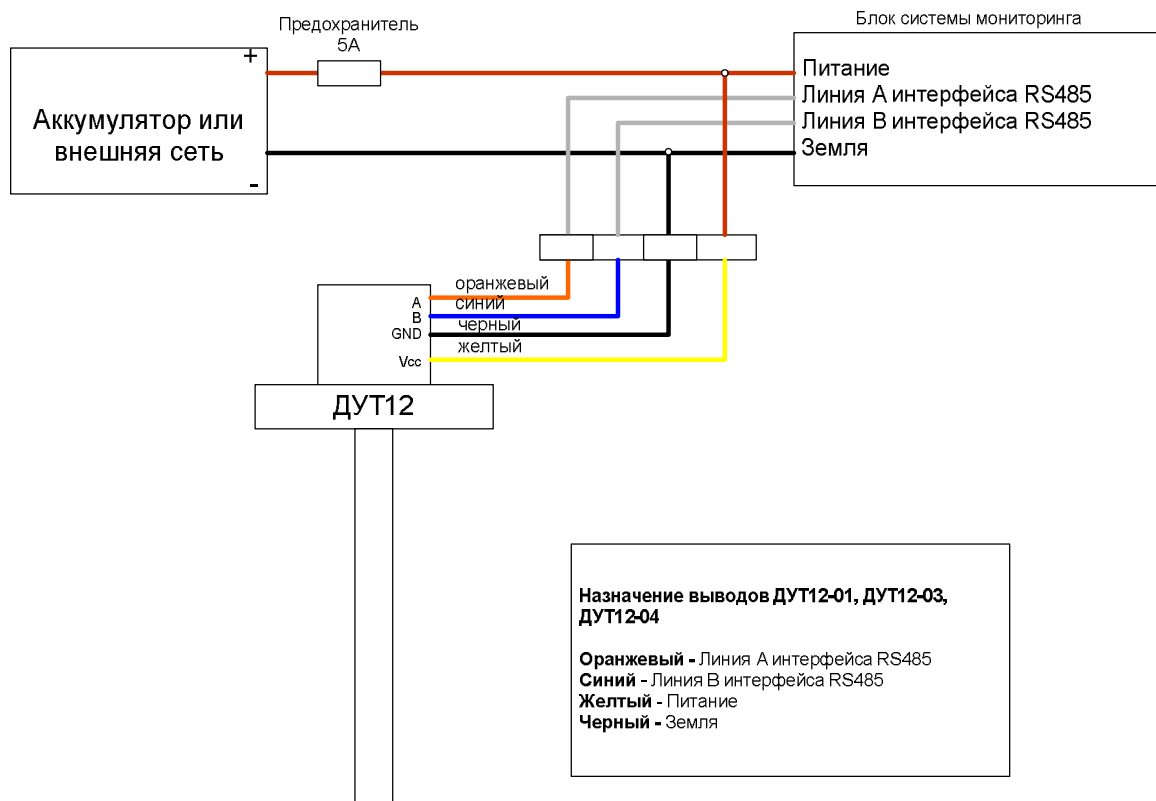 Предохранитель
5А
Блок системы мониторинга
+
Аккумулятор или
внешняя сеть
-
Питание
Линия А интерфейса RS485
Линия В интерфейса RS485
Земля
оранжевый
A
синий
B
черный
GND
желтый
Vcc
ДУТ12
Назначение выводов ДУТ12-01, ДУТ12-03,
ДУТ12-04
Оранжевый - Линия А интерфейса RS485
Синий - Линия В интерфейса RS485
Желтый - Питание
Черный - Земля